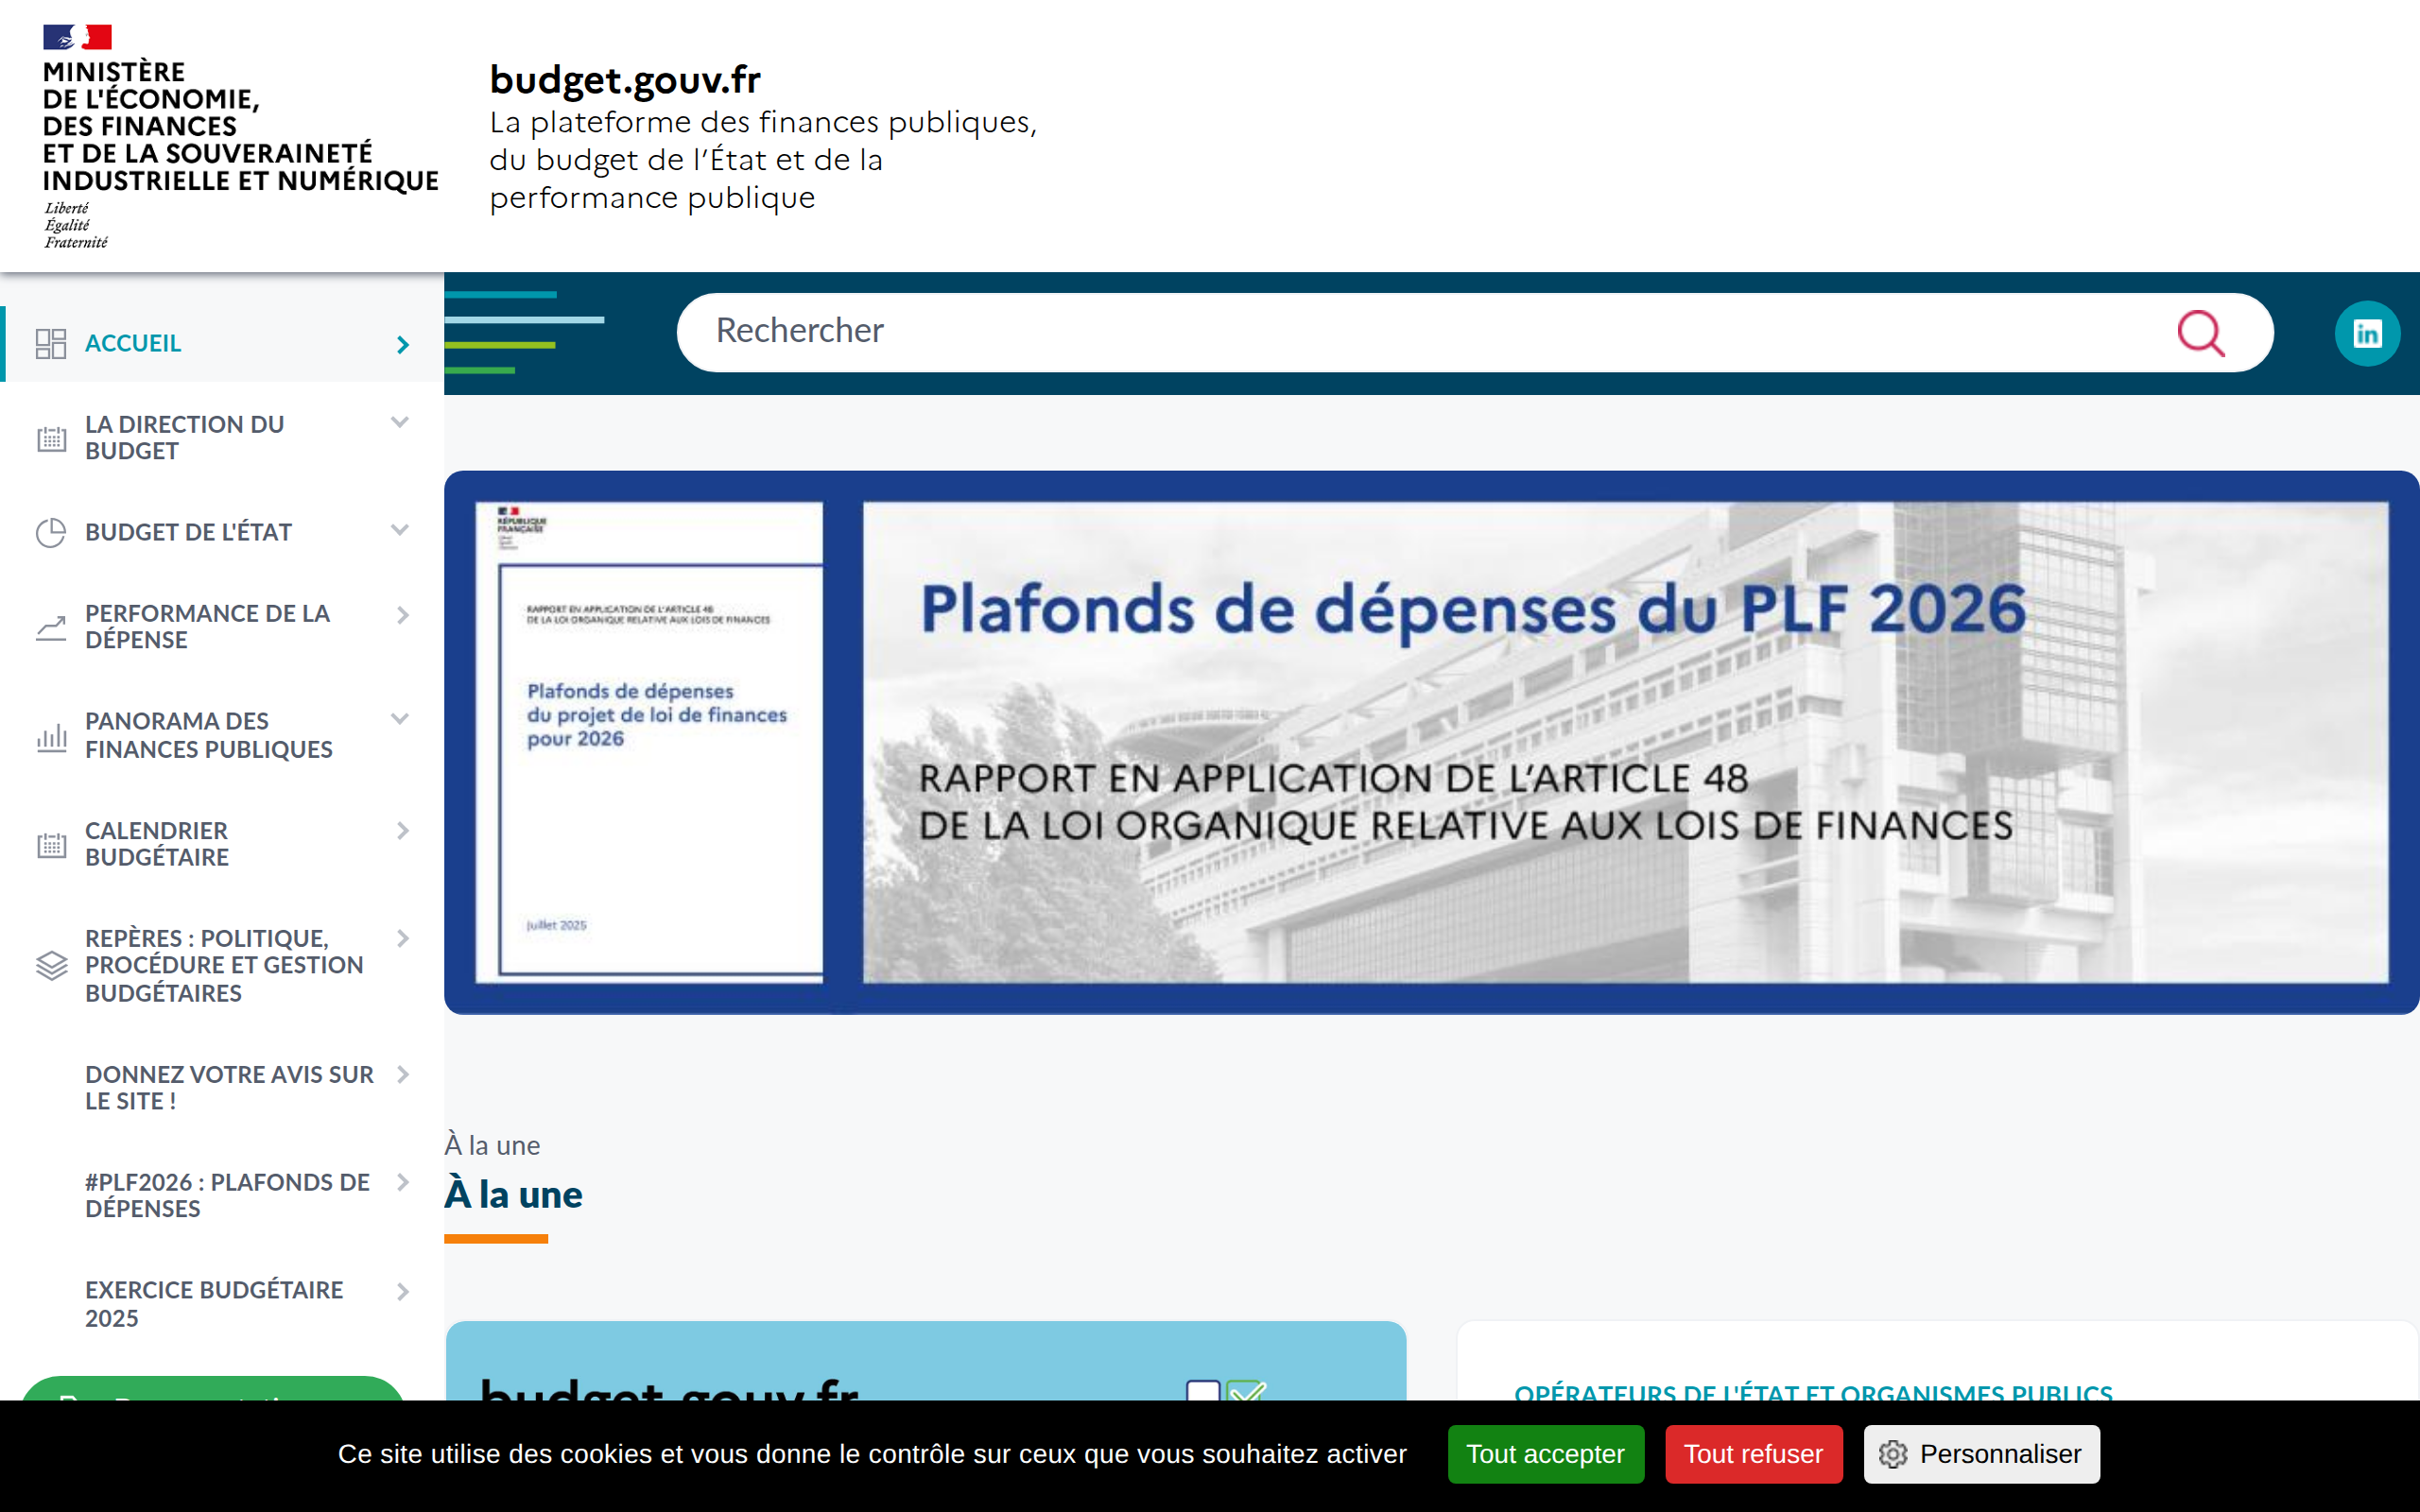 MINISTÈRE
DE L'ÉCONOMIE,
DES FINANCES
ET DE LA SOUVERAINETÉ
INDUSTRIELLE ET NUMÉRIQUE
Liberté
Égalité
Fraternité
budget.gouv.fr
La plateforme des finances publiques,
du budget de l'État et de la
performance publique
Rechercher
in
ACCUEIL
LA DIRECTION DU
BUDGET
BUDGET DE L'ÉTAT
PERFORMANCE DE LA
DÉPENSE
PANORAMA DES
FINANCES PUBLIQUES
CALENDRIER
BUDGÉTAIRE
REPÈRES : POLITIQUE,
PROCÉDURE ET GESTION
BUDGÉTAIRES
DONNEZ VOTRE AVIS SUR
LE SITE !
#PLF2026 : PLAFONDS DE
DÉPENSES
EXERCICE BUDGÉTAIRE
2025
RÉPUBLIQUE
FRANÇAISE
RAPPORT EN APPLICATION DE L'ARTICLE 48
DE LA LOI ORGANIQUE RELATIVE AUX LOIS DE FINANCES
Plafonds de dépenses
du projet de loi de finances
pour 2026
Juillet 2025
Plafonds de dépenses du PLF 2026
RAPPORT EN APPLICATION DE L'ARTICLE 48
DE LA LOI ORGANIQUE RELATIVE AUX LOIS DE FINANCES
À la une
À la une
budget.gouv.fr
OPÉRATEURS DE L'ÉTAT ET ORGANISMES PUBLICS
Ce site utilise des cookies et vous donne le contrôle sur ceux que vous souhaitez activer
Tout accepter
Tout refuser
Personnaliser